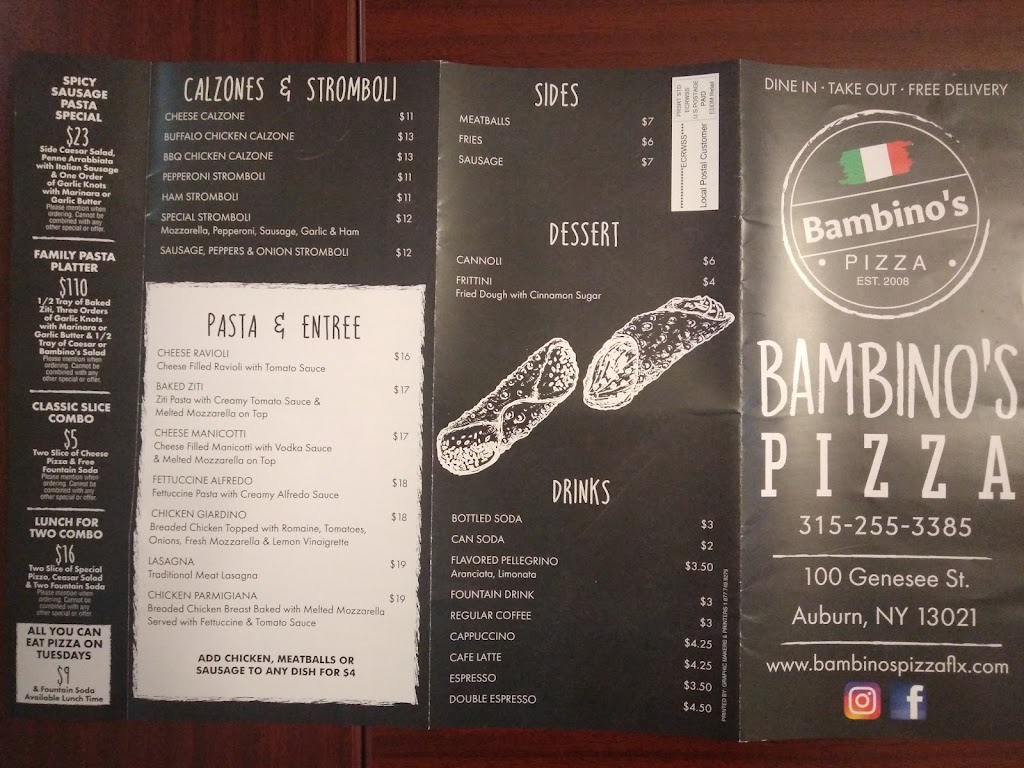 SPICY
SAUSAGE
PASTA
SPECIAL
$23
Side Caesar Salad,
Penne Arrabbiata
with Italian Sausage
& One Order
of Garlic Knots
with Marinara or
Garlic Butter
Please mention when
ordering. Cannot be
combined with any
other special or offer.
FAMILY PASTA
PLATTER
$110
1/2 Tray of Baked
Ziti, Three Orders
of Garlic Knots
with Marinara or
Garlic Butter & 1/2
Tray of Caesar or
Bambino's Salad
Please mention when
ordering. Cannot be
combined with any
other special or offer.
CLASSIC SLICE
COMBO
$5
Two Slice of Cheese
Pizza & Free
Fountain Soda
Please mention when
ordering. Cannot be
combined with any
other special or offer.
LUNCH FOR
TWO COMBO
$16
Two Slice of Special
Pizza, Ceasar Salad
& Two Fountain Soda
Please mention when
ordering. Cannot be
combined with any
other special or offer.
ALL YOU CAN
EAT PIZZA ON
TUESDAYS
$9
& Fountain Soda
Available Lunch Time
CALZONES & STROMBOLI
CHEESE CALZONE $11
BUFFALO CHICKEN CALZONE $13
BBQ CHICKEN CALZONE $13
PEPPERONI STROMBOLI $11
HAM STROMBOLI $11
SPECIAL STROMBOLI $12
Mozzarella, Pepperoni, Sausage, Garlic & Ham
SAUSAGE, PEPPERS & ONION STROMBOLI $12
PASTA & ENTREE
CHEESE RAVIOLI $16
Cheese Filled Ravioli with Tomato Sauce
BAKED ZITI $17
Ziti Pasta with Creamy Tomato Sauce &
Melted Mozzarella on Top
CHEESE MANICOTTI $17
Cheese Filled Manicotti with Vodka Sauce
& Melted Mozzarella on Top
FETTUCCINE ALFREDO $18
Fettuccine Pasta with Creamy Alfredo Sauce
CHICKEN GIARDINO $18
Breaded Chicken Topped with Romaine, Tomatoes,
Onions, Fresh Mozzarella & Lemon Vinaigrette
LASAGNA $19
Traditional Meat Lasagna
CHICKEN PARMIGIANA $19
Breaded Chicken Breast Baked with Melted Mozzarella
Served with Fettuccine & Tomato Sauce
ADD CHICKEN, MEATBALLS OR
SAUSAGE TO ANY DISH FOR $4
SIDES
MEATBALLS $7
FRIES $6
SAUSAGE $7
PRSRT STD
ECRWSS
U.S. POSTAGE
PAID
EDDM Retail
***********ECRWSS****
Local Postal Customer
DESSERT
CANNOLI $6
FRITTINI $4
Fried Dough with Cinnamon Sugar
DRINKS
BOTTLED SODA $3
CAN SODA $2
FLAVORED PELLEGRINO $3.50
Aranciata, Limonata
FOUNTAIN DRINK $3
REGULAR COFFEE $3
CAPPUCCINO $4.25
CAFE LATTE $4.25
ESPRESSO $3.50
DOUBLE ESPRESSO $4.50
PRINTED BY: GRAPHIC MAKERS & PRINTERS
DINE IN · TAKE OUT · FREE DELIVERY
Bambino's
• PIZZA •
EST. 2008
BAMBINO'S
PIZZA
315-255-3385
100 Genesee St.
Auburn, NY 13021
www.bambinospizzaflx.com